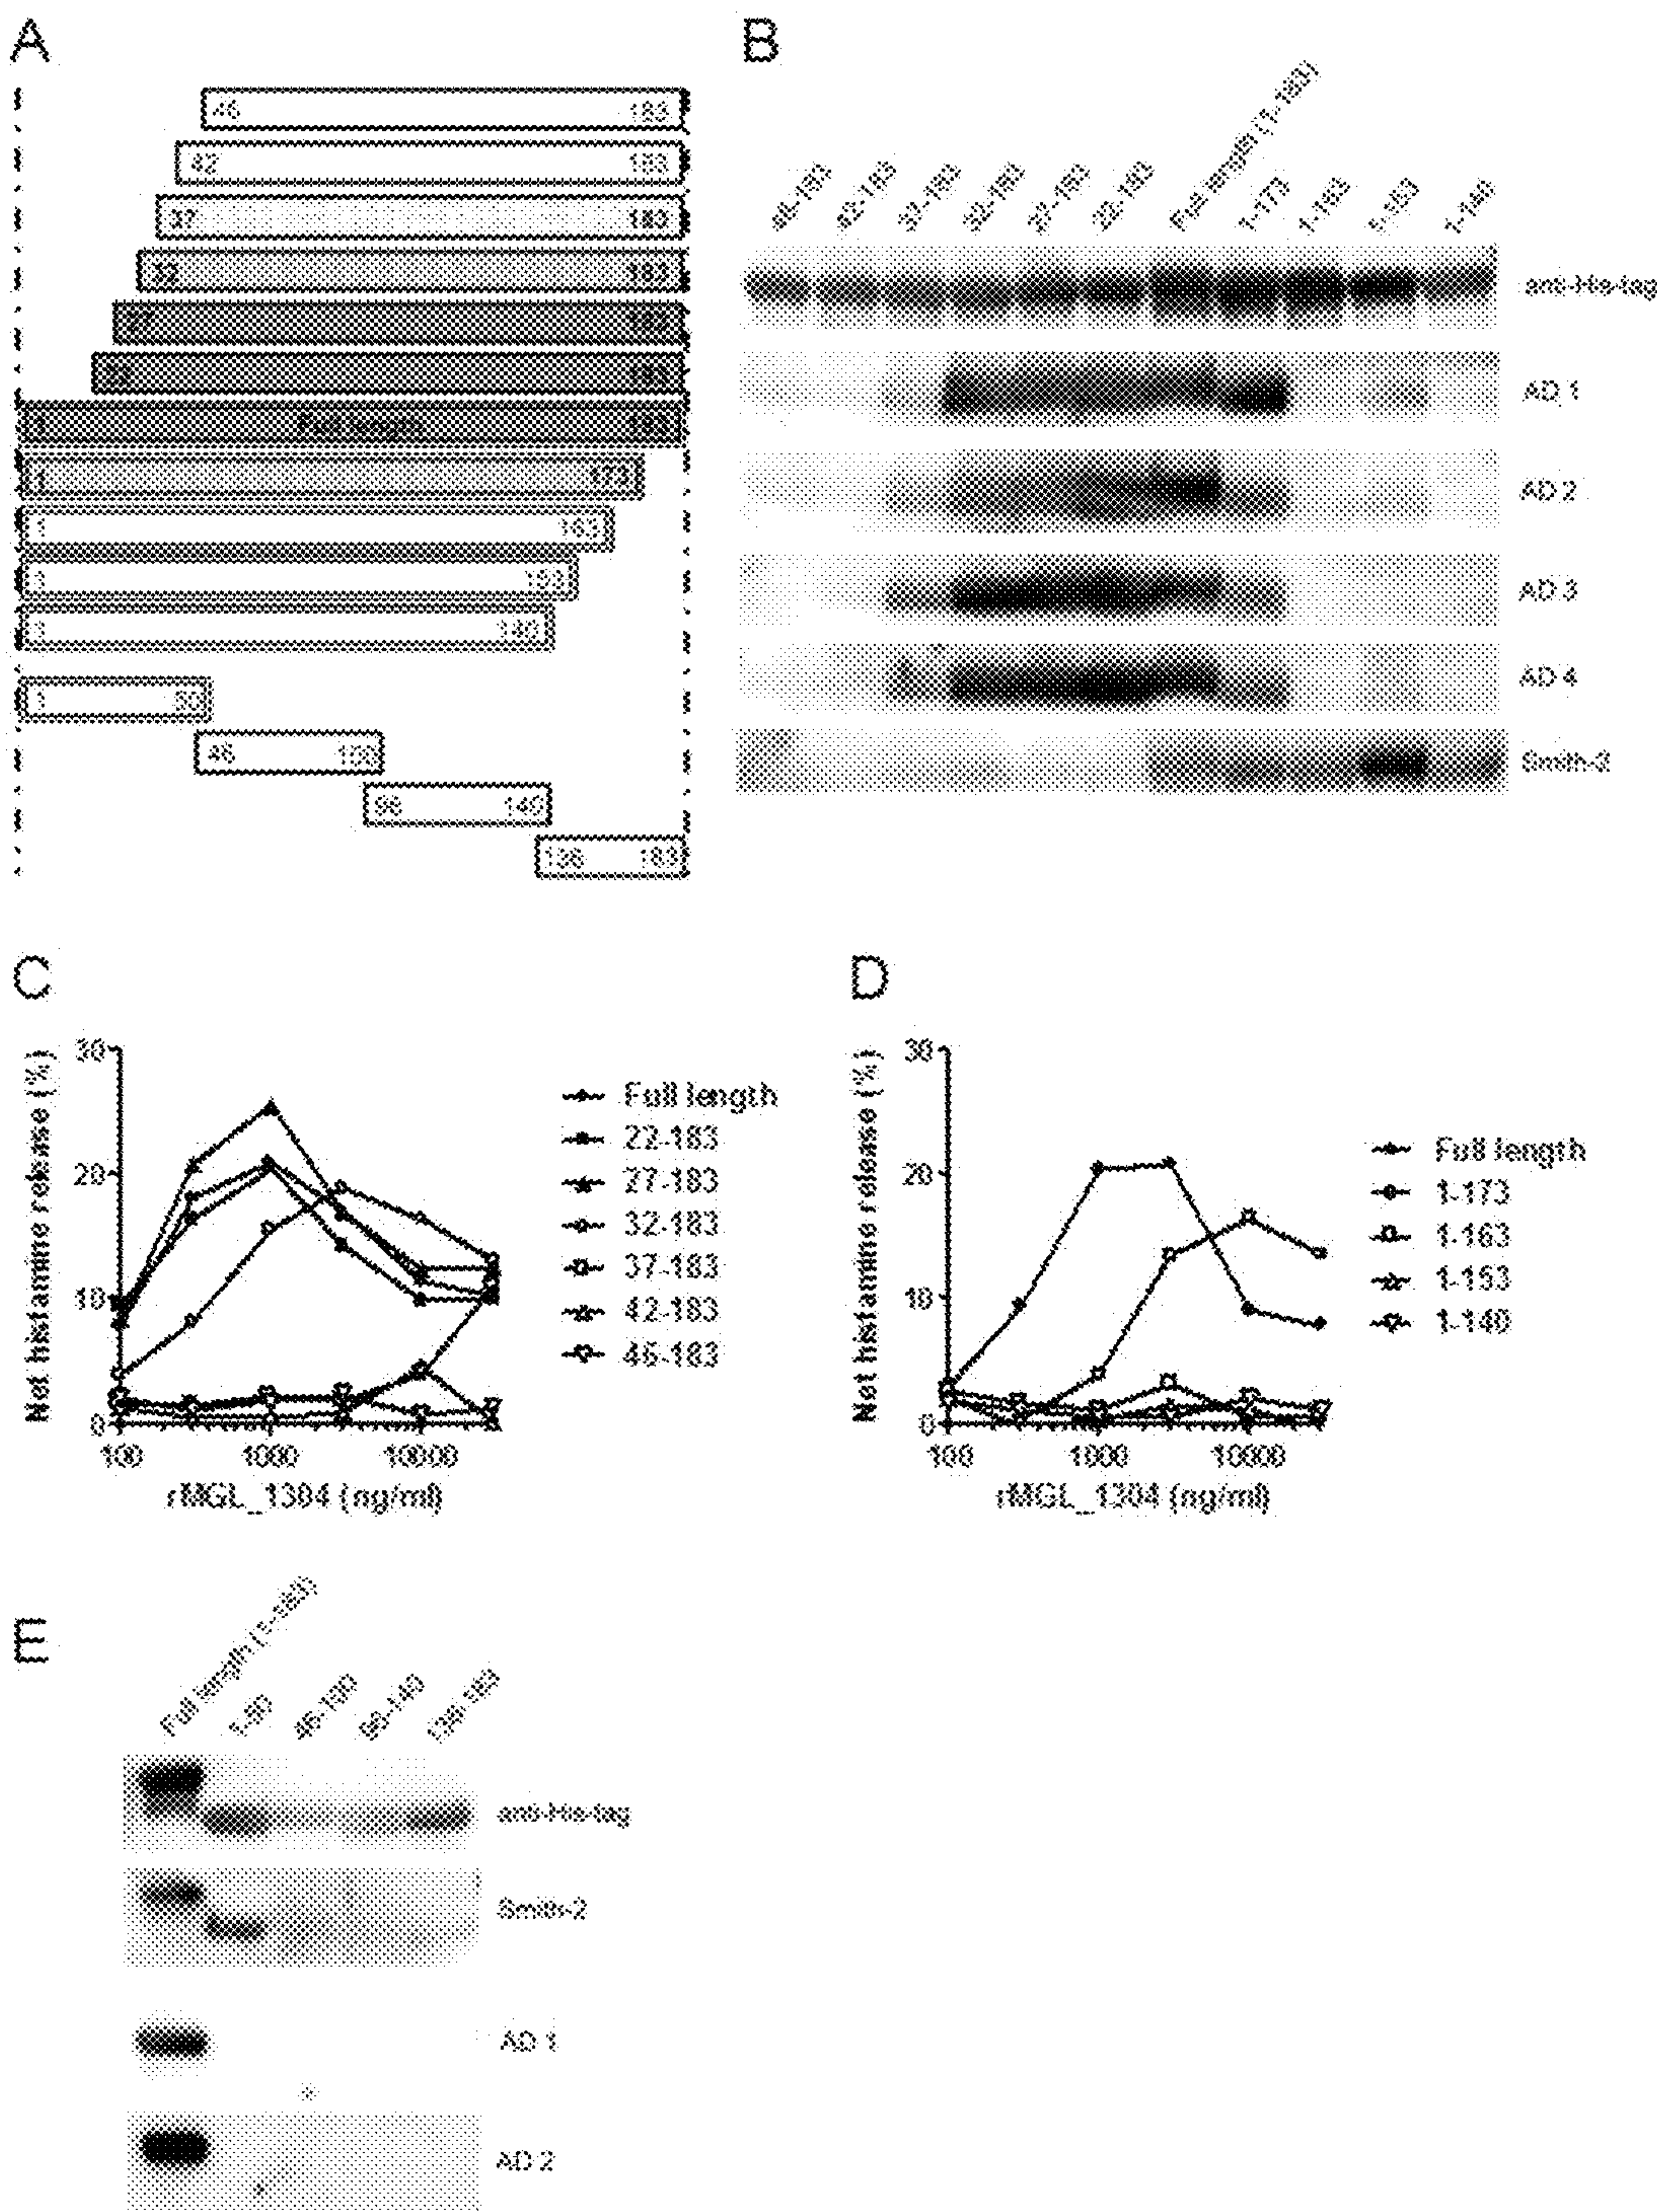 A
46 183
42 183
37 183
32 183
27 183
22 183
1 Full length 183
1 173
1 163
1 153
1 140
1
46 100
96 140
136 183
B
46-183
42-183
37-183
32-183
27-183
22-183
Full length (1-183)
1-173
1-163
1-153
1-140
anti-His-tag
AD 1
AD 2
AD 3
AD 4
Smith-2
C
Net histamine release (%)
30
20
10
0
100 1000 10000
rMGL_1304 (ng/ml)
Full length
22-183
27-183
32-183
37-183
42-183
46-183
D
Net histamine release (%)
30
20
10
0
100 1000 10000
rMGL_1304 (ng/ml)
Full length
1-173
1-163
1-153
1-140
E
Full length (1-183)
46-100
96-140
136-183
anti-His-tag
Smith-2
AD 1
AD 2